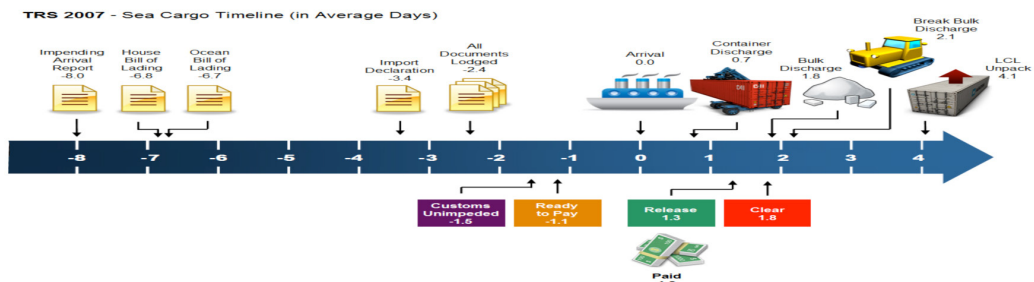 TRS 2007 - Sea Cargo Timeline (in Average Days)
Impending
Arrival
Report
-8.0
House
Bill of
Lading
-6.8
Ocean
Bill of
Lading
-6.7
Import
Declaration
-3.4
All
Documents
Lodged
-2.4
Arrival
0.0
Container
Discharge
0.7
Bulk
Discharge
1.8
Break Bulk
Discharge
2.1
LCL
Unpack
4.1
-8 -7 -6 -5 -4 -3 -2 -1 0 1 2 3 4
Customs
Unimpeded
-1.5
Ready
to Pay
-1.1
Release
1.3
Clear
1.8
Paid